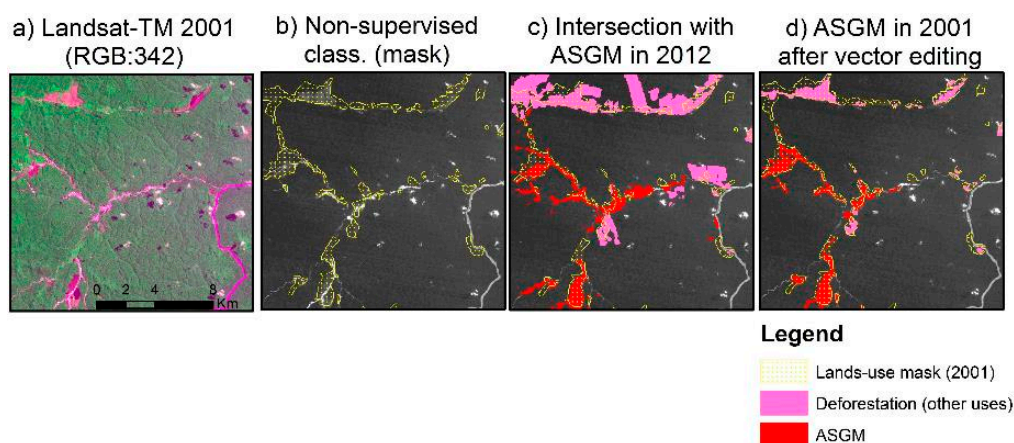 a) Landsat-TM 2001
(RGB:342)
b) Non-supervised
class. (mask)
c) Intersection with
ASGM in 2012
d) ASGM in 2001
after vector editing
0 2 4 8
Km
Legend
Lands-use mask (2001)
Deforestation (other uses)
ASGM